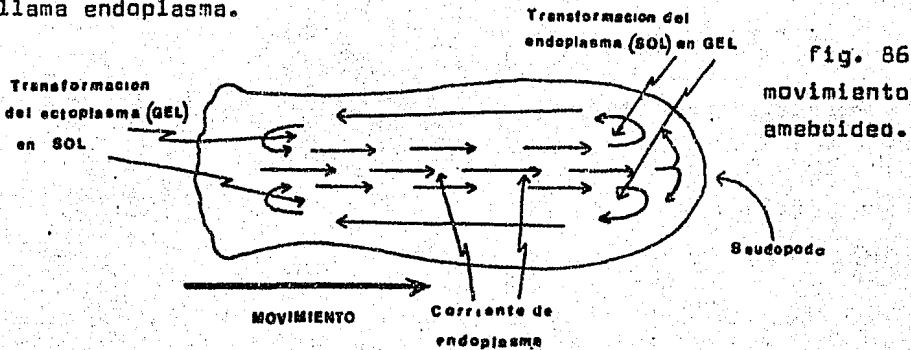 llama endoplasma.
Transformacion del
endoplasma (SOL) en GEL
fig. 86
movimiento
ameboideo.
Transformacion
del ectoplasma (GEL)
en SOL
Seudopodo
MOVIMIENTO
Corriente de
endoplasma